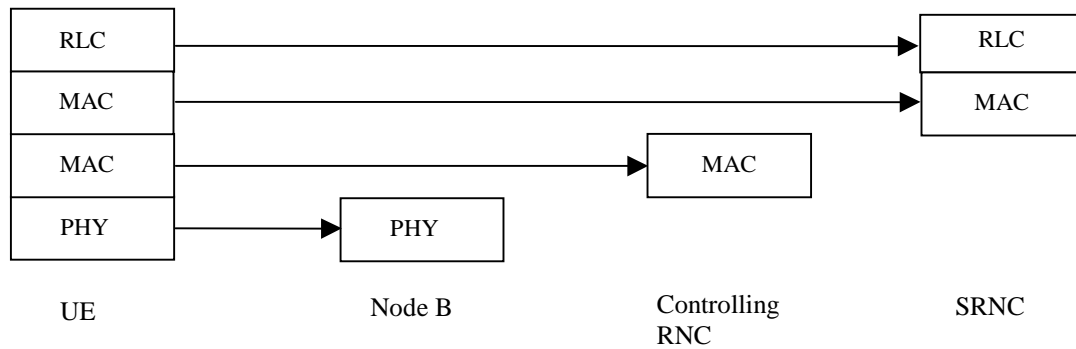 RLC
RLC
MAC
MAC
MAC
MAC
PHY
PHY
UE
Node B
Controlling
RNC
SRNC